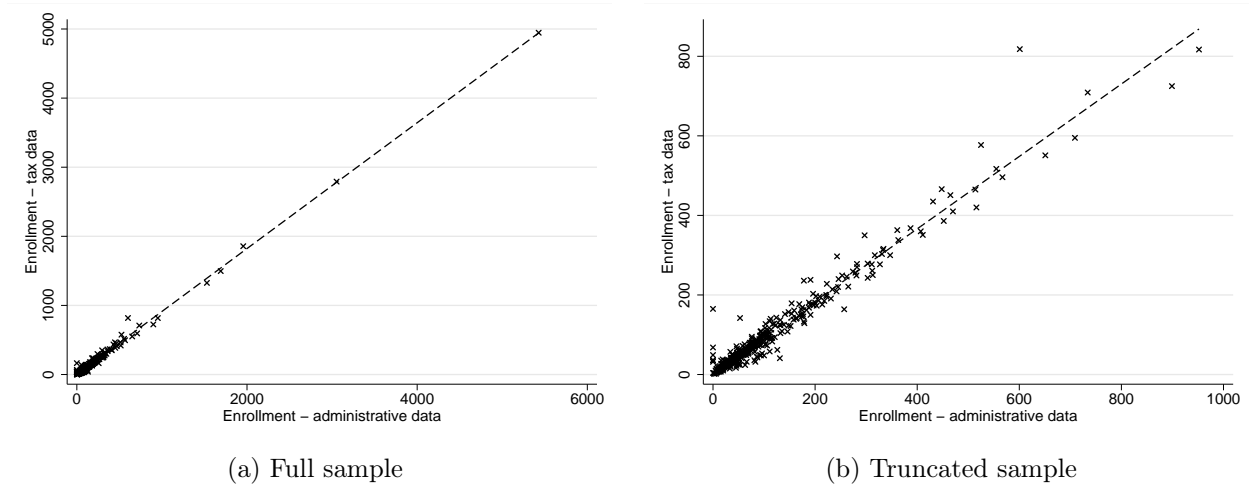 5000
4000
3000
2000
1000
0
Enrollment – tax data
0 2000 4000 6000
Enrollment – administrative data
(a) Full sample
800
600
400
200
0
Enrollment – tax data
0 200 400 600 800 1000
Enrollment – administrative data
(b) Truncated sample